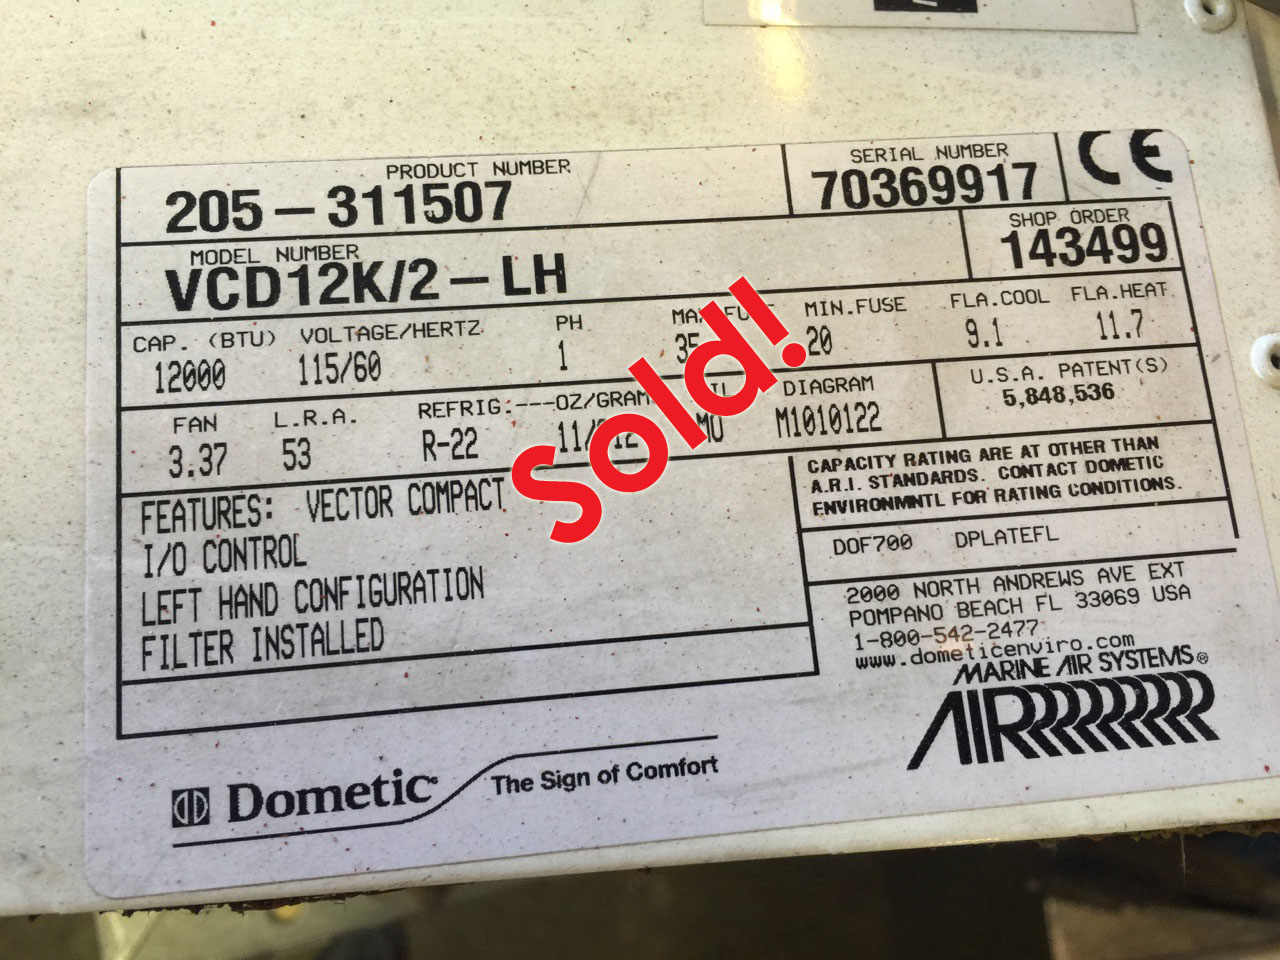 PRODUCT NUMBER
205-311507
SERIAL NUMBER
70369917
CE
MODEL NUMBER
VCD12K/2-LH
SHOP ORDER
143499
CAP. (BTU) VOLTAGE/HERTZ PH MIN.FUSE FLA.COOL FLA.HEAT
12000 115/60 1 35 20 9.1 11.7
FAN L.R.A. REFRIG.---OZ/GRAM DIAGRAM
3.37 53 R-22 M1010122
U.S.A. PATENT(S)
5,848,536
Sold!
FEATURES: VECTOR COMPACT
I/O CONTROL
LEFT HAND CONFIGURATION
FILTER INSTALLED
CAPACITY RATING ARE AT OTHER THAN
A.R.I. STANDARDS. CONTACT DOMETIC
ENVIRONMNTL FOR RATING CONDITIONS.
DOF700 DPLATEFL
2000 NORTH ANDREWS AVE EXT
POMPANO BEACH FL 33069 USA
1-800-542-2477
www.dometicenviro.com
MARINE AIR SYSTEMS®
AIR
Dometic
The Sign of Comfort